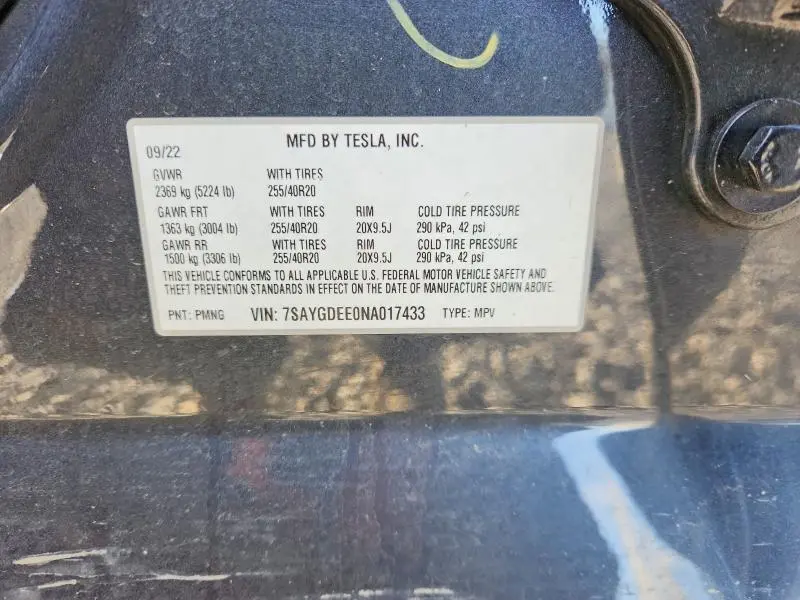 MFD BY TESLA, INC.
09/22
GVWR WITH TIRES
2369 kg (5224 lb) 255/40R20
GAWR FRT WITH TIRES RIM COLD TIRE PRESSURE
1363 kg (3004 lb) 255/40R20 20X9.5J 290 kPa, 42 psi
GAWR RR WITH TIRES RIM COLD TIRE PRESSURE
1500 kg (3306 lb) 255/40R20 20X9.5J 290 kPa, 42 psi
THIS VEHICLE CONFORMS TO ALL APPLICABLE U.S. FEDERAL MOTOR VEHICLE SAFETY AND
THEFT PREVENTION STANDARDS IN EFFECT ON THE DATE OF MANUFACTURE SHOWN ABOVE.
PNT: PMNG VIN: 7SAYGDEE0NA017433 TYPE: MPV